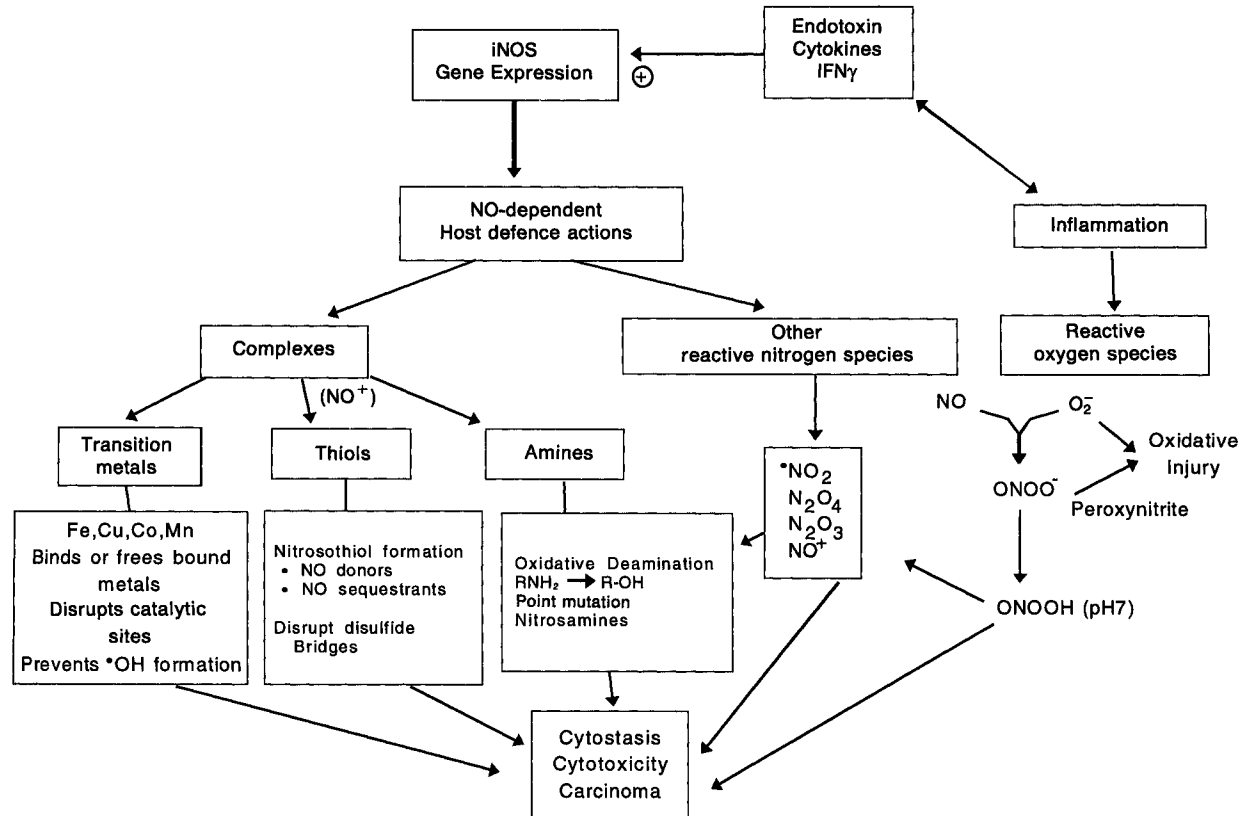 iNOS
Gene Expression
⊕
Endotoxin
Cytokines
IFNγ
NO-dependent
Host defence actions
Inflammation
Complexes
(NO⁺)
Other
reactive nitrogen species
Reactive
oxygen species
NO
O₂⁻
Oxidative
Injury
ONOO⁻
Peroxynitrite
ONOOH (pH7)
Transition
metals
Thiols
Amines
•NO₂
N₂O₄
N₂O₃
NO⁺
Fe,Cu,Co,Mn
Binds or frees bound
metals
Disrupts catalytic
sites
Prevents •OH formation
Nitrosothiol formation
• NO donors
• NO sequestrants
Disrupt disulfide
Bridges
Oxidative Deamination
RNH₂ → R-OH
Point mutation
Nitrosamines
Cytostasis
Cytotoxicity
Carcinoma